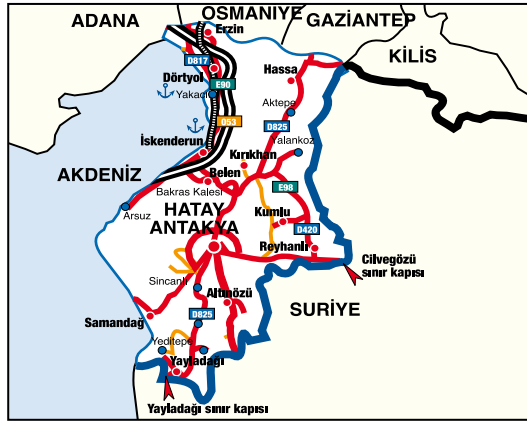 ADANA
OSMANIYE
GAZİANTEP
KİLİS
Erzin
D817
Dörtyol
E90
Yakacı
Hassa
Aktepe
D53
D825
Yalankoz
İskenderun
Kırıkhan
AKDENİZ
Belen
Bakras Kalesi
E98
Arsuz
HATAY
ANTAKYA
Kumlu
D420
Reyhanlı
Cilvegözü
sınır kapısı
Sincanlı
Altınözü
SURİYE
Samandağ
D825
Yeditepe
Yayladağı
Yayladağı sınır kapısı